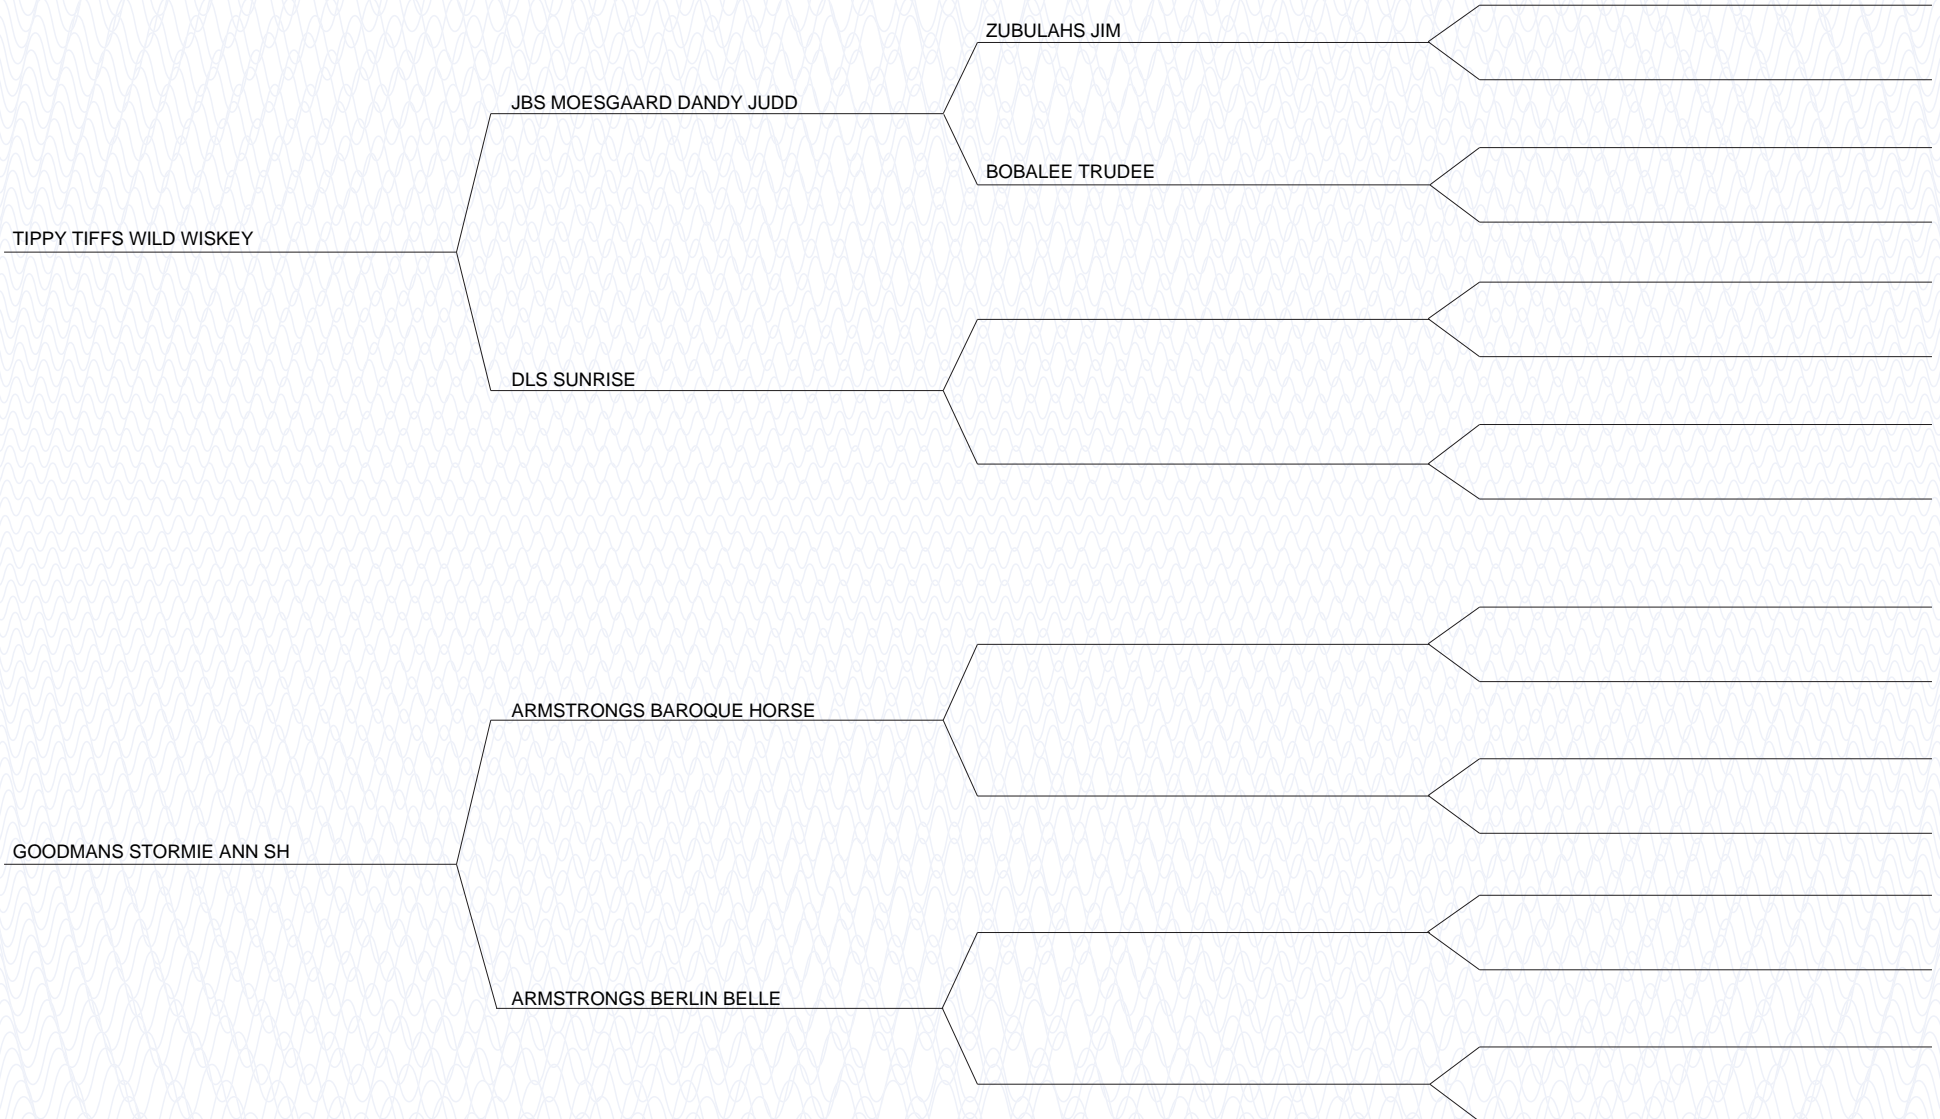 ZUBULAHS JIM
JBS MOESGAARD DANDY JUDD
BOBALEE TRUDEE
TIPPY TIFFS WILD WISKEY
DLS SUNRISE
ARMSTRONGS BAROQUE HORSE
GOODMANS STORMIE ANN SH
ARMSTRONGS BERLIN BELLE